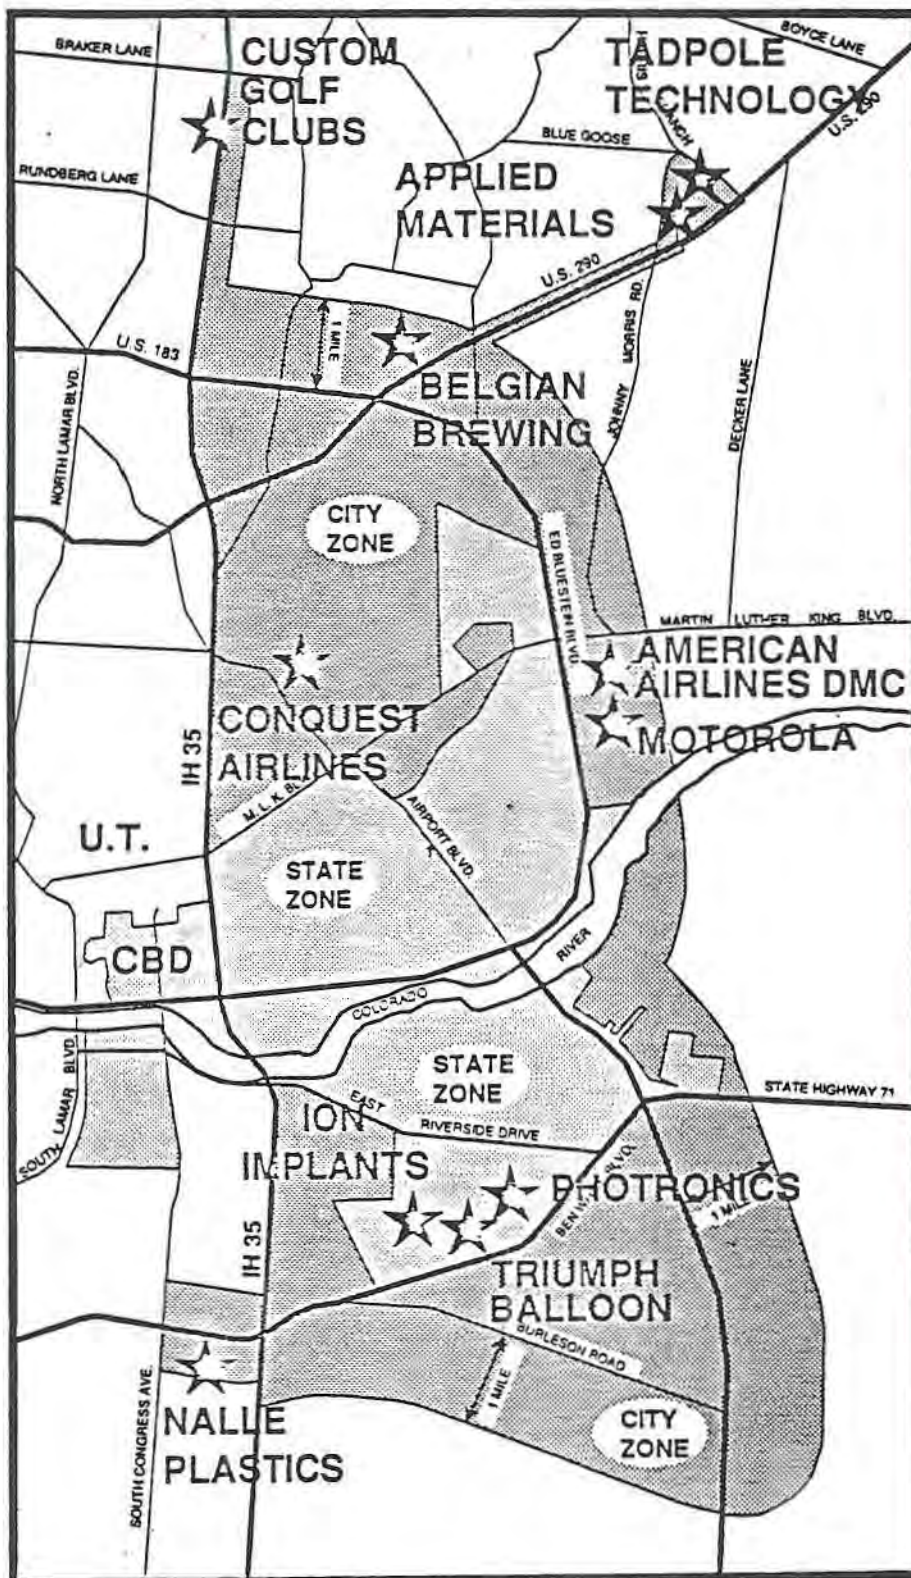 BRAKER LANE
CUSTOM
GOLF
CLUBS
TADPOLE
TECHNOLOGY
BOYCE LANE
U.S. 290
BLUE GOOSE
RUNDBERG LANE
APPLIED
MATERIALS
U.S. 290
U.S. 183
1 MILE
JOHNNY MORRIS RD.
DECKER LANE
BELGIAN
BREWING
NORTH LAMAR BLVD.
CITY
ZONE
ED BLUESTEIN BLVD.
MARTIN LUTHER KING BLVD.
AMERICAN
AIRLINES DMC
CONQUEST
AIRLINES
MOTOROLA
IH 35
M. L. K.
AIRPORT BLVD.
U.T.
STATE
ZONE
CBD
COLORADO
RIVER
STATE
ZONE
STATE HIGHWAY 71
SOUTH LAMAR BLVD.
EAST
RIVERSIDE DRIVE
ION
IMPLANTS
PHOTRONICS
BEN
BLVD.
1 MILE
IH 35
TRIUMPH
BALLOON
BURLESON ROAD
1 MILE
CITY
ZONE
NALLE
PLASTICS
SOUTH CONGRESS AVE.